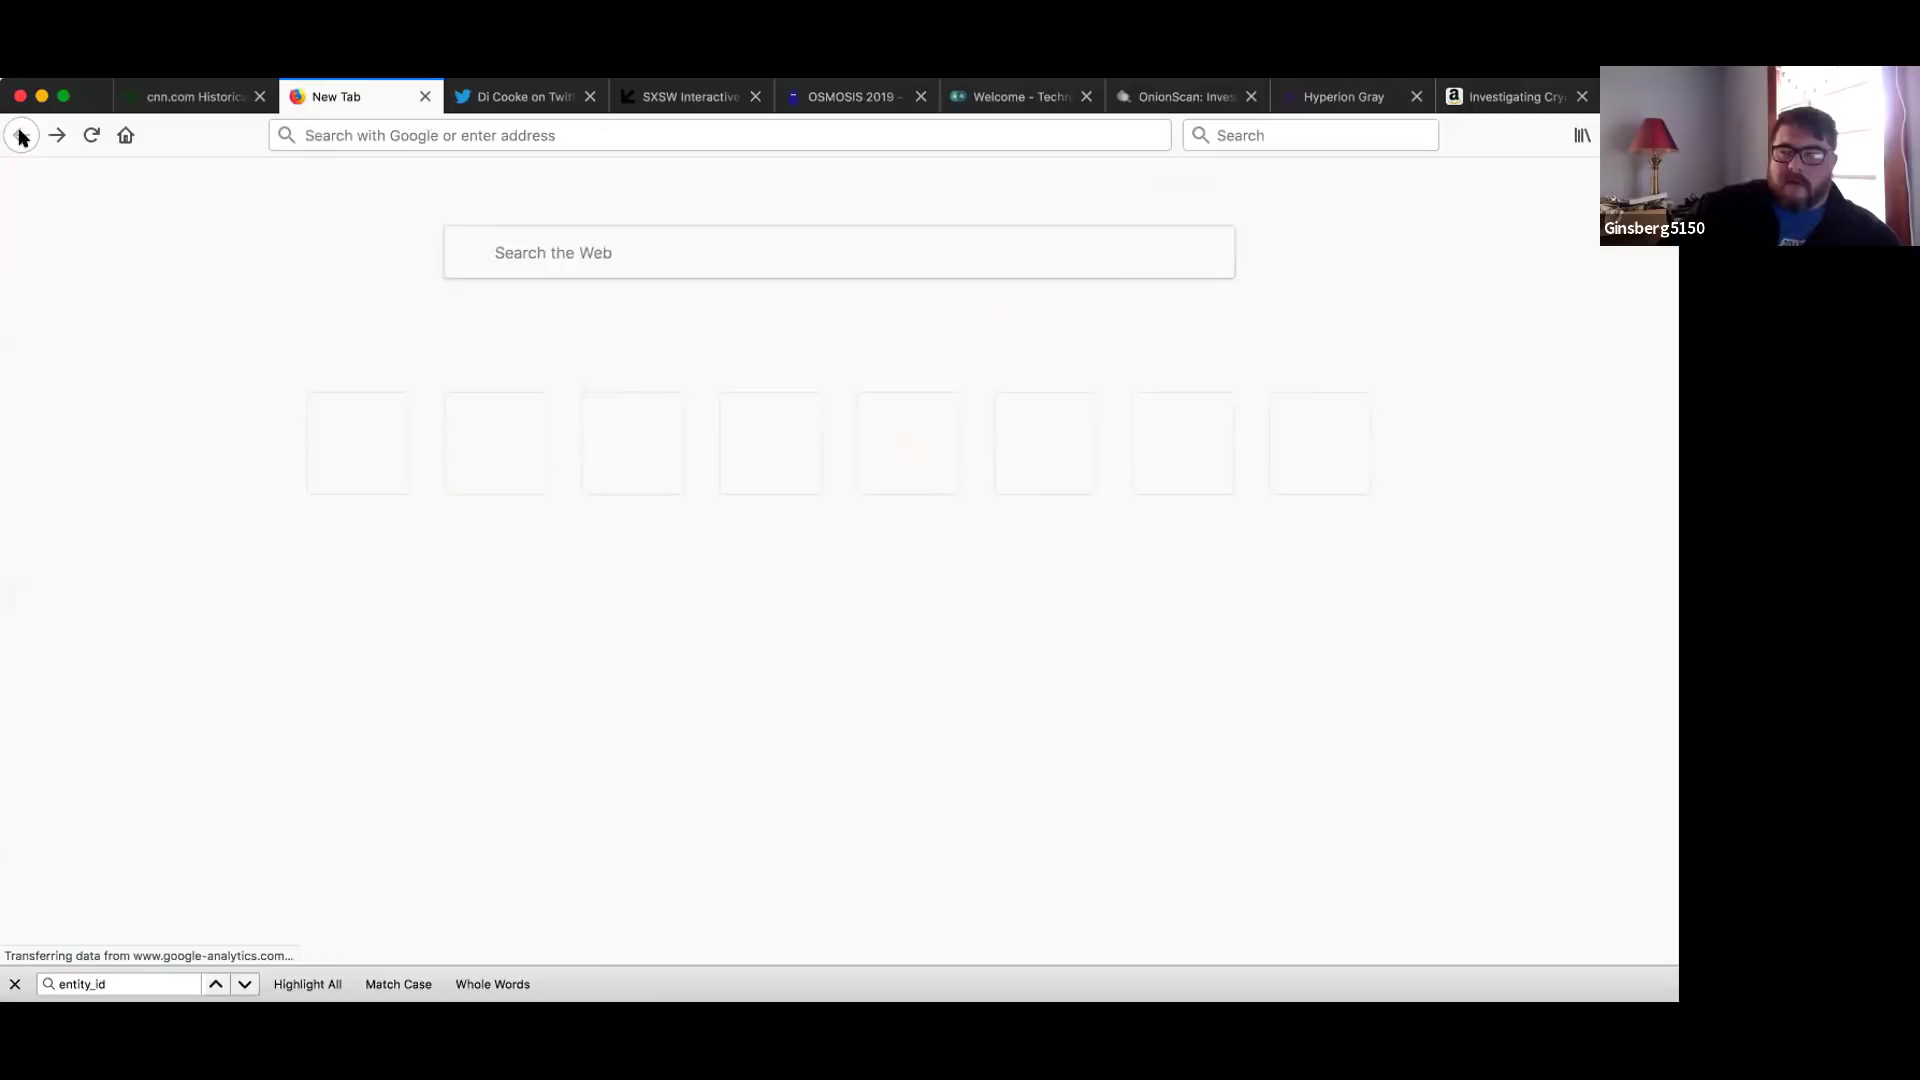 cnn.com Historic
New Tab
Di Cooke on Twit
SXSW Interactive
OSMOSIS 2019 -
Welcome - Techn
OnionScan: Inves
Hyperion Gray
Investigating Cry
Search with Google or enter address
Search
Ginsberg5150
Search the Web
Transferring data from www.google-analytics.com...
entity_id
Highlight All
Match Case
Whole Words